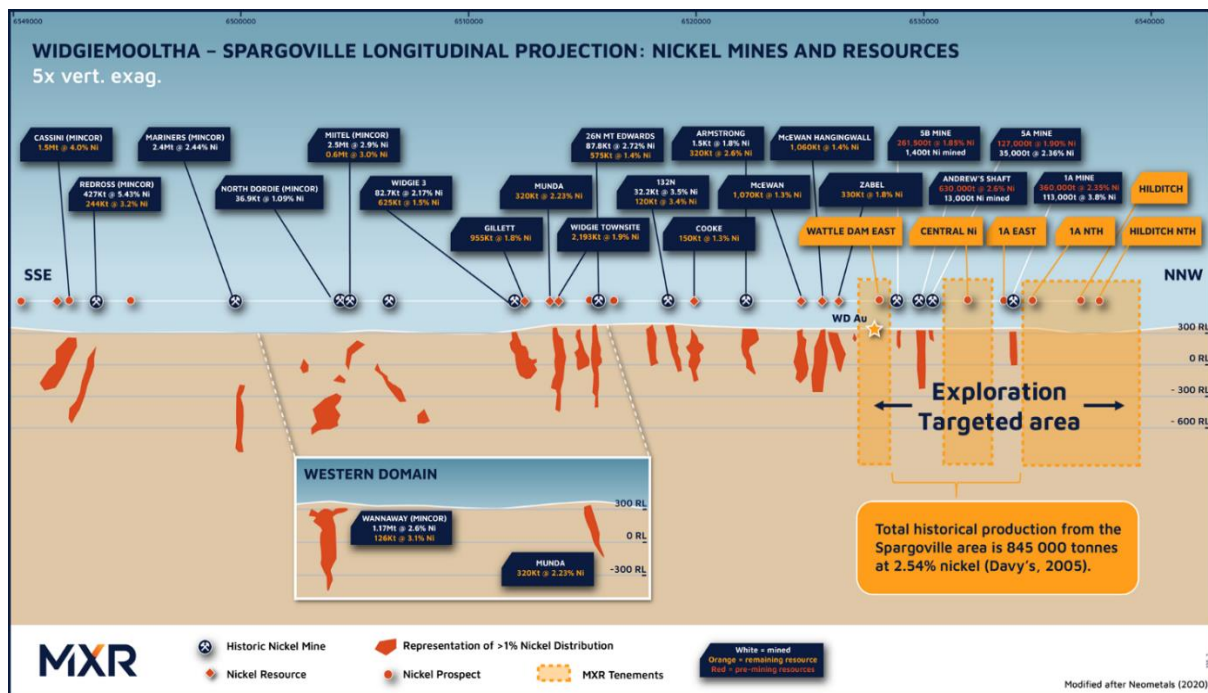 6549000 6500000 6510000 6520000 6530000 6540000
WIDGIEMOOLTHA – SPARGOVILLE LONGITUDINAL PROJECTION: NICKEL MINES AND RESOURCES
5x vert. exag.
CASSINI (MINCOR)
1.5Mt @ 4.0% Ni
MARINERS (MINCOR)
2.4Mt @ 2.44% Ni
MIITEL (MINCOR)
2.5Mt @ 2.9% Ni
0.6Mt @ 3.0% Ni
26N MT EDWARDS
87.8Kt @ 2.72% Ni
575Kt @ 1.4% Ni
ARMSTRONG
1.5Kt @ 1.8% Ni
320Kt @ 2.6% Ni
McEWAN HANGINGWALL
1,060Kt @ 1.4% Ni
5B MINE
261,900t @ 1.85% Ni
1,400t Ni mined
5A MINE
127,000t @ 1.90% Ni
35,000t @ 2.36% Ni
REDROSS (MINCOR)
427Kt @ 5.43% Ni
244Kt @ 3.2% Ni
NORTH DORDIE (MINCOR)
36.9Kt @ 1.09% Ni
WIDGIE 3
82.7Kt @ 2.17% Ni
625Kt @ 1.5% Ni
MUNDA
320Kt @ 2.23% Ni
132N
32.2Kt @ 3.5% Ni
120Kt @ 3.4% Ni
McEWAN
1,070Kt @ 1.3% Ni
ZABEL
330Kt @ 1.8% Ni
ANDREW'S SHAFT
630,000t @ 2.6% Ni
13,000t Ni mined
1A MINE
360,000t @ 2.35% Ni
113,000t @ 3.8% Ni
HILDITCH
GILLETT
955Kt @ 1.8% Ni
WIDGIE TOWNSITE
2,193Kt @ 1.9% Ni
COOKE
150Kt @ 1.3% Ni
WATTLE DAM EAST
CENTRAL Ni
1A EAST
1A NTH
HILDITCH NTH
SSE
NNW
WD Au
300 RL
0 RL
- 300 RL
- 600 RL
Exploration
Targeted area
WESTERN DOMAIN
300 RL
0 RL
-300 RL
WANNAWAY (MINCOR)
1.17Mt @ 2.6% Ni
126Kt @ 3.1% Ni
MUNDA
320Kt @ 2.23% Ni
Total historical production from the
Spargoville area is 845 000 tonnes
at 2.54% nickel (Davy's, 2005).
MXR
Historic Nickel Mine
Representation of >1% Nickel Distribution
Nickel Resource
Nickel Prospect
MXR Tenements
White = mined
Orange = remaining resource
Red = pre-mining resources
Modified after Neometals (2020)